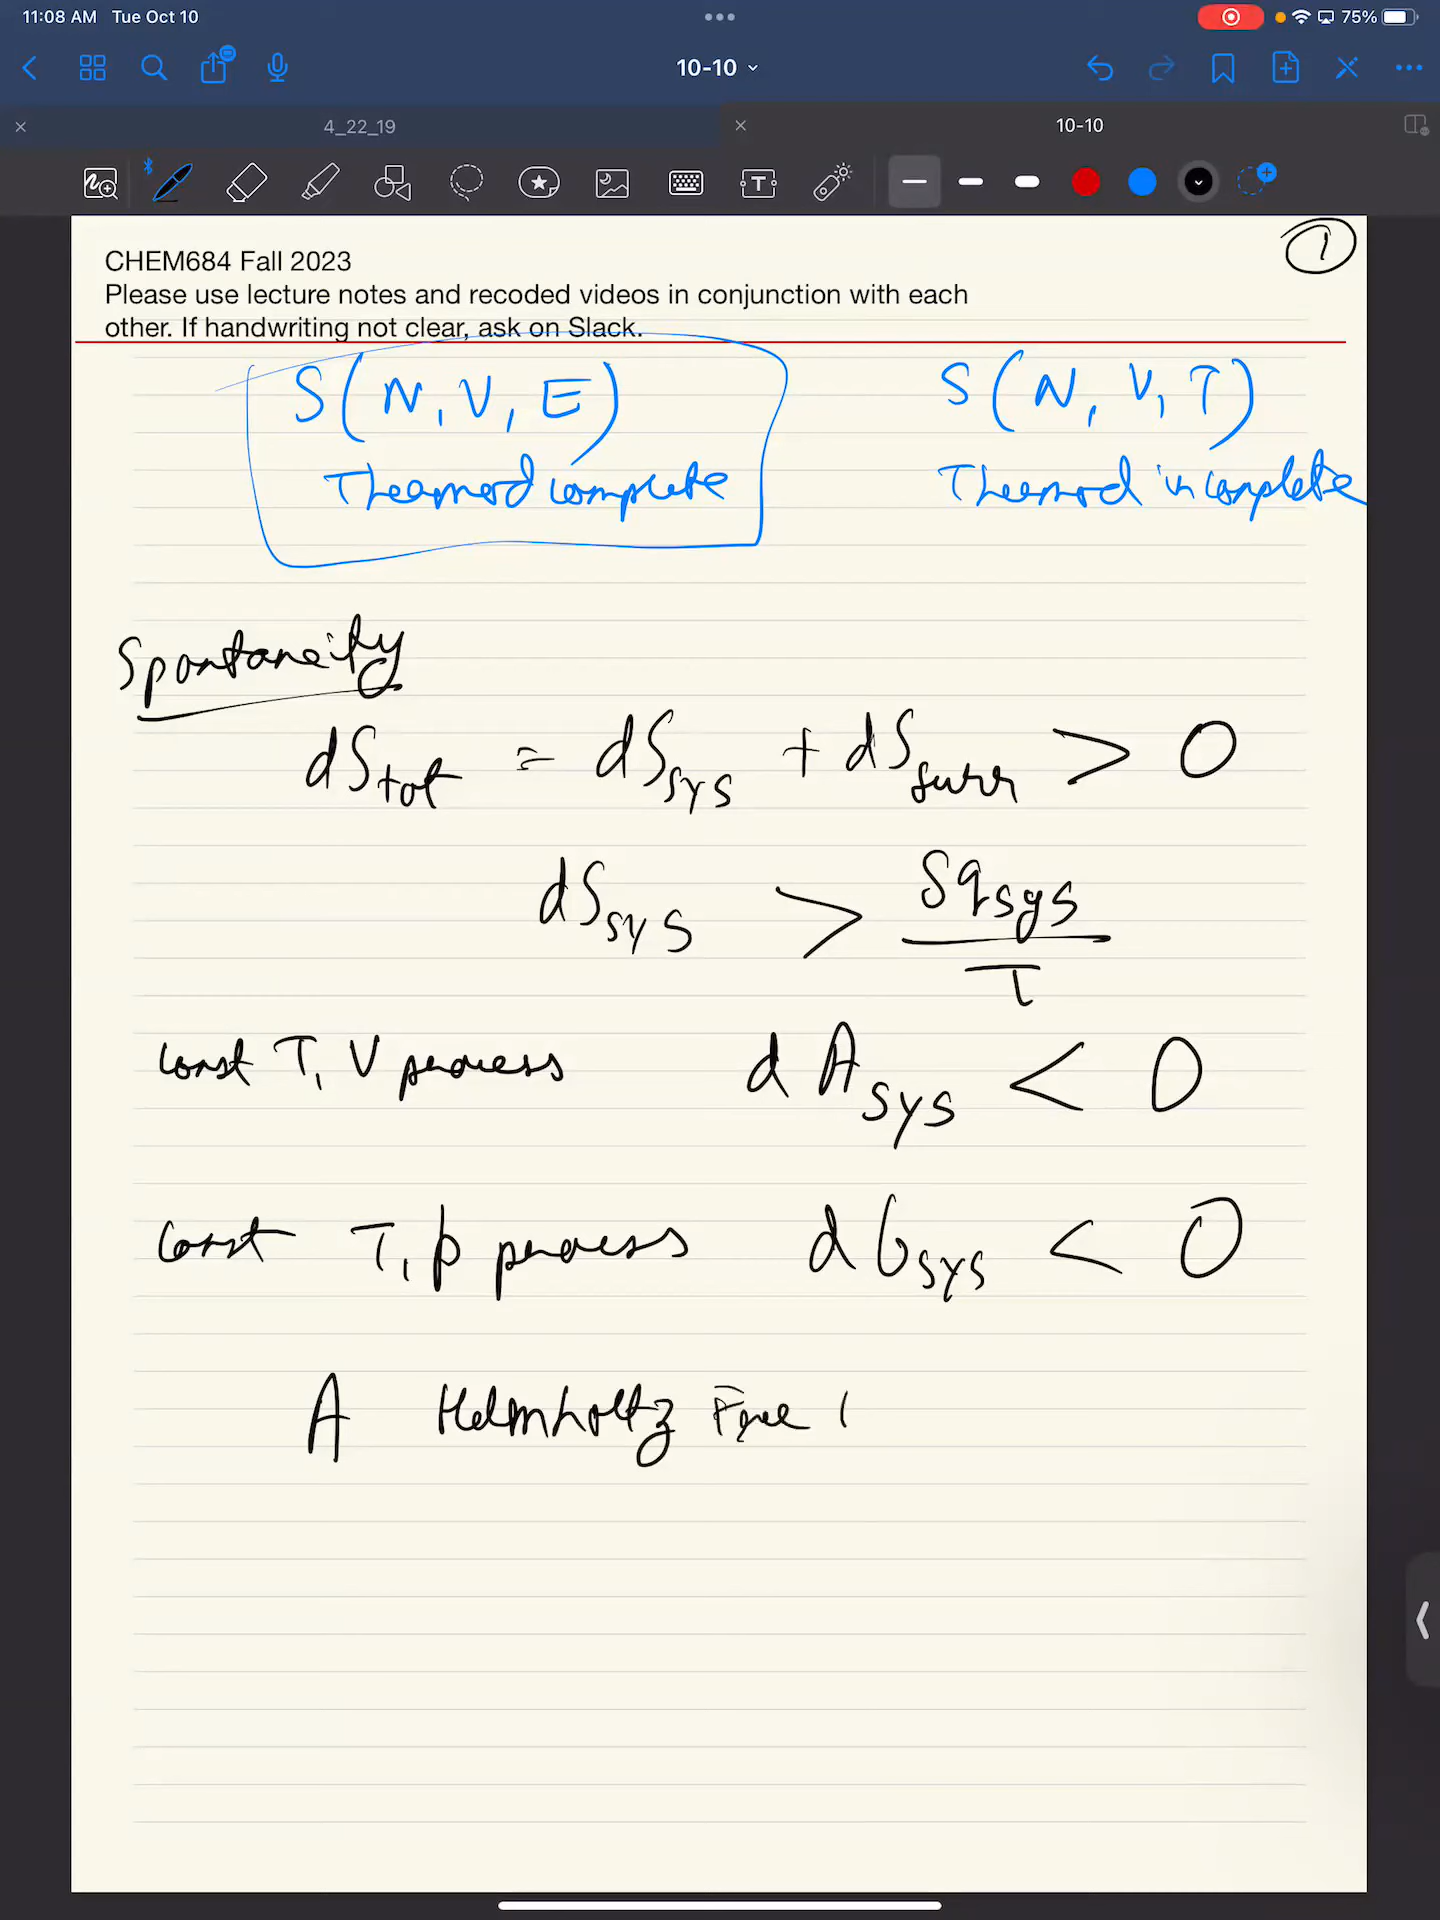 11:08 AM Tue Oct 10
75%
10-10
4_22_19
10-10
T
1
CHEM684 Fall 2023
Please use lecture notes and recoded videos in conjunction with each
other. If handwriting not clear, ask on Slack.
S(N, V, E) S(N, V, T)
Thermod complete Thermod incomplete
Spontaneity
dS_tot = dS_sys + dS_surr > 0
dS_sys > δq_sys / T
const T, V process dA_sys < 0
const T, p process dG_sys < 0
A Helmholtz Free